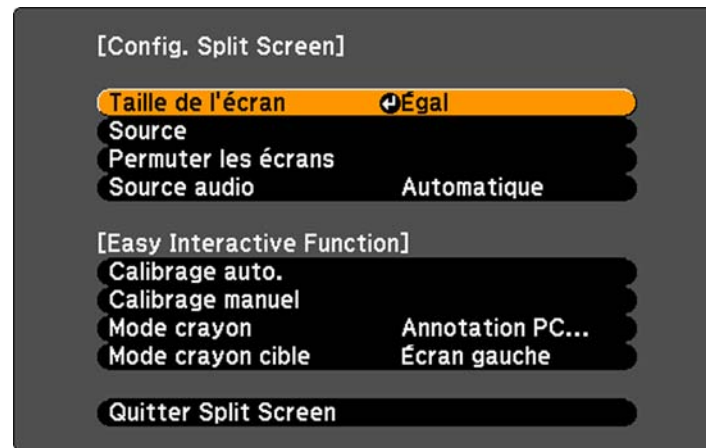 [Config. Split Screen]
Taille de l'écran Égal
Source
Permuter les écrans
Source audio Automatique
[Easy Interactive Function]
Calibrage auto.
Calibrage manuel
Mode crayon Annotation PC...
Mode crayon cible Écran gauche
Quitter Split Screen